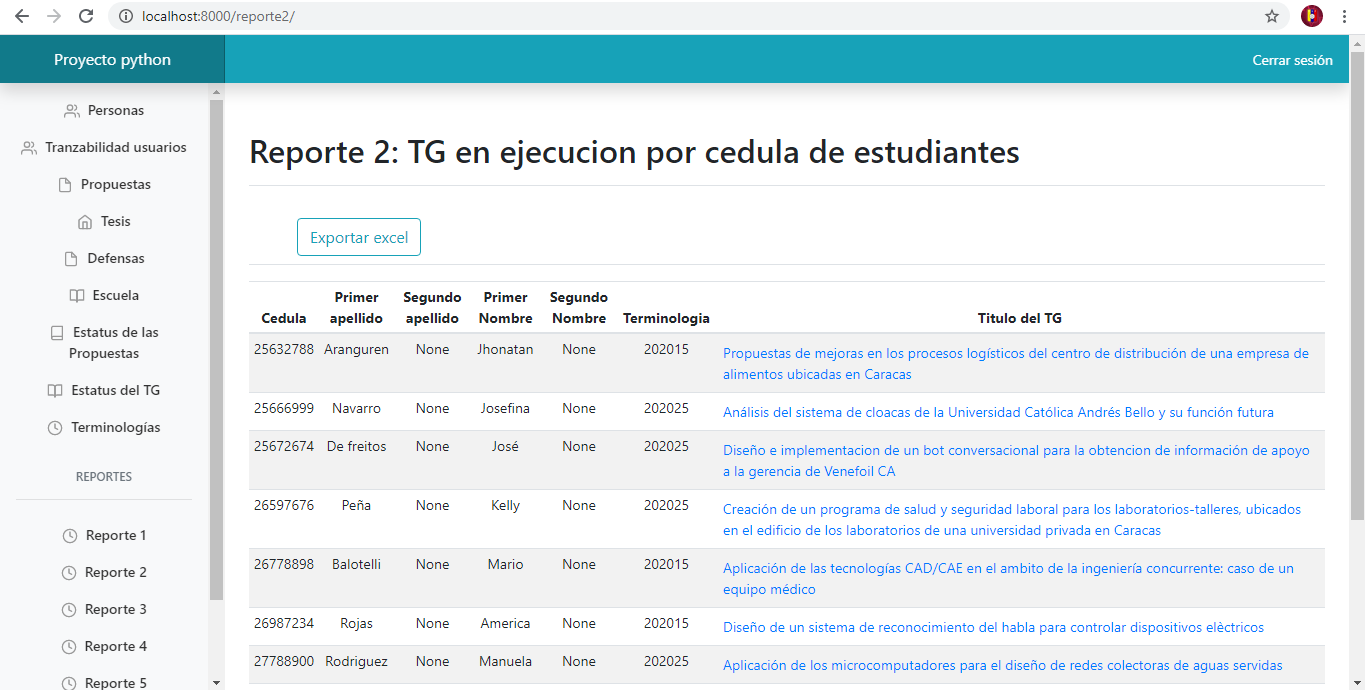 localhost:8000/reporte2/
Proyecto python
Cerrar sesión
Personas
Tranzabilidad usuarios
Propuestas
Tesis
Defensas
Escuela
Estatus de las
Propuestas
Estatus del TG
Terminologías
REPORTES
Reporte 1
Reporte 2
Reporte 3
Reporte 4
Reporte 5
Reporte 2: TG en ejecucion por cedula de estudiantes
Exportar excel
Cedula Primer apellido Segundo apellido Primer Nombre Segundo Nombre Terminologia Titulo del TG
25632788 Aranguren None Jhonatan None 202015 Propuestas de mejoras en los procesos logísticos del centro de distribución de una empresa de
alimentos ubicadas en Caracas
25666999 Navarro None Josefina None 202025 Análisis del sistema de cloacas de la Universidad Católica Andrés Bello y su función futura
25672674 De freitos None José None 202025 Diseño e implementacion de un bot conversacional para la obtencion de información de apoyo
a la gerencia de Venefoil CA
26597676 Peña None Kelly None 202025 Creación de un programa de salud y seguridad laboral para los laboratorios-talleres, ubicados
en el edificio de los laboratorios de una universidad privada en Caracas
26778898 Balotelli None Mario None 202015 Aplicación de las tecnologías CAD/CAE en el ambito de la ingeniería concurrente: caso de un
equipo médico
26987234 Rojas None America None 202015 Diseño de un sistema de reconocimiento del habla para controlar dispositivos elèctricos
27788900 Rodriguez None Manuela None 202025 Aplicación de los microcomputadores para el diseño de redes colectoras de aguas servidas